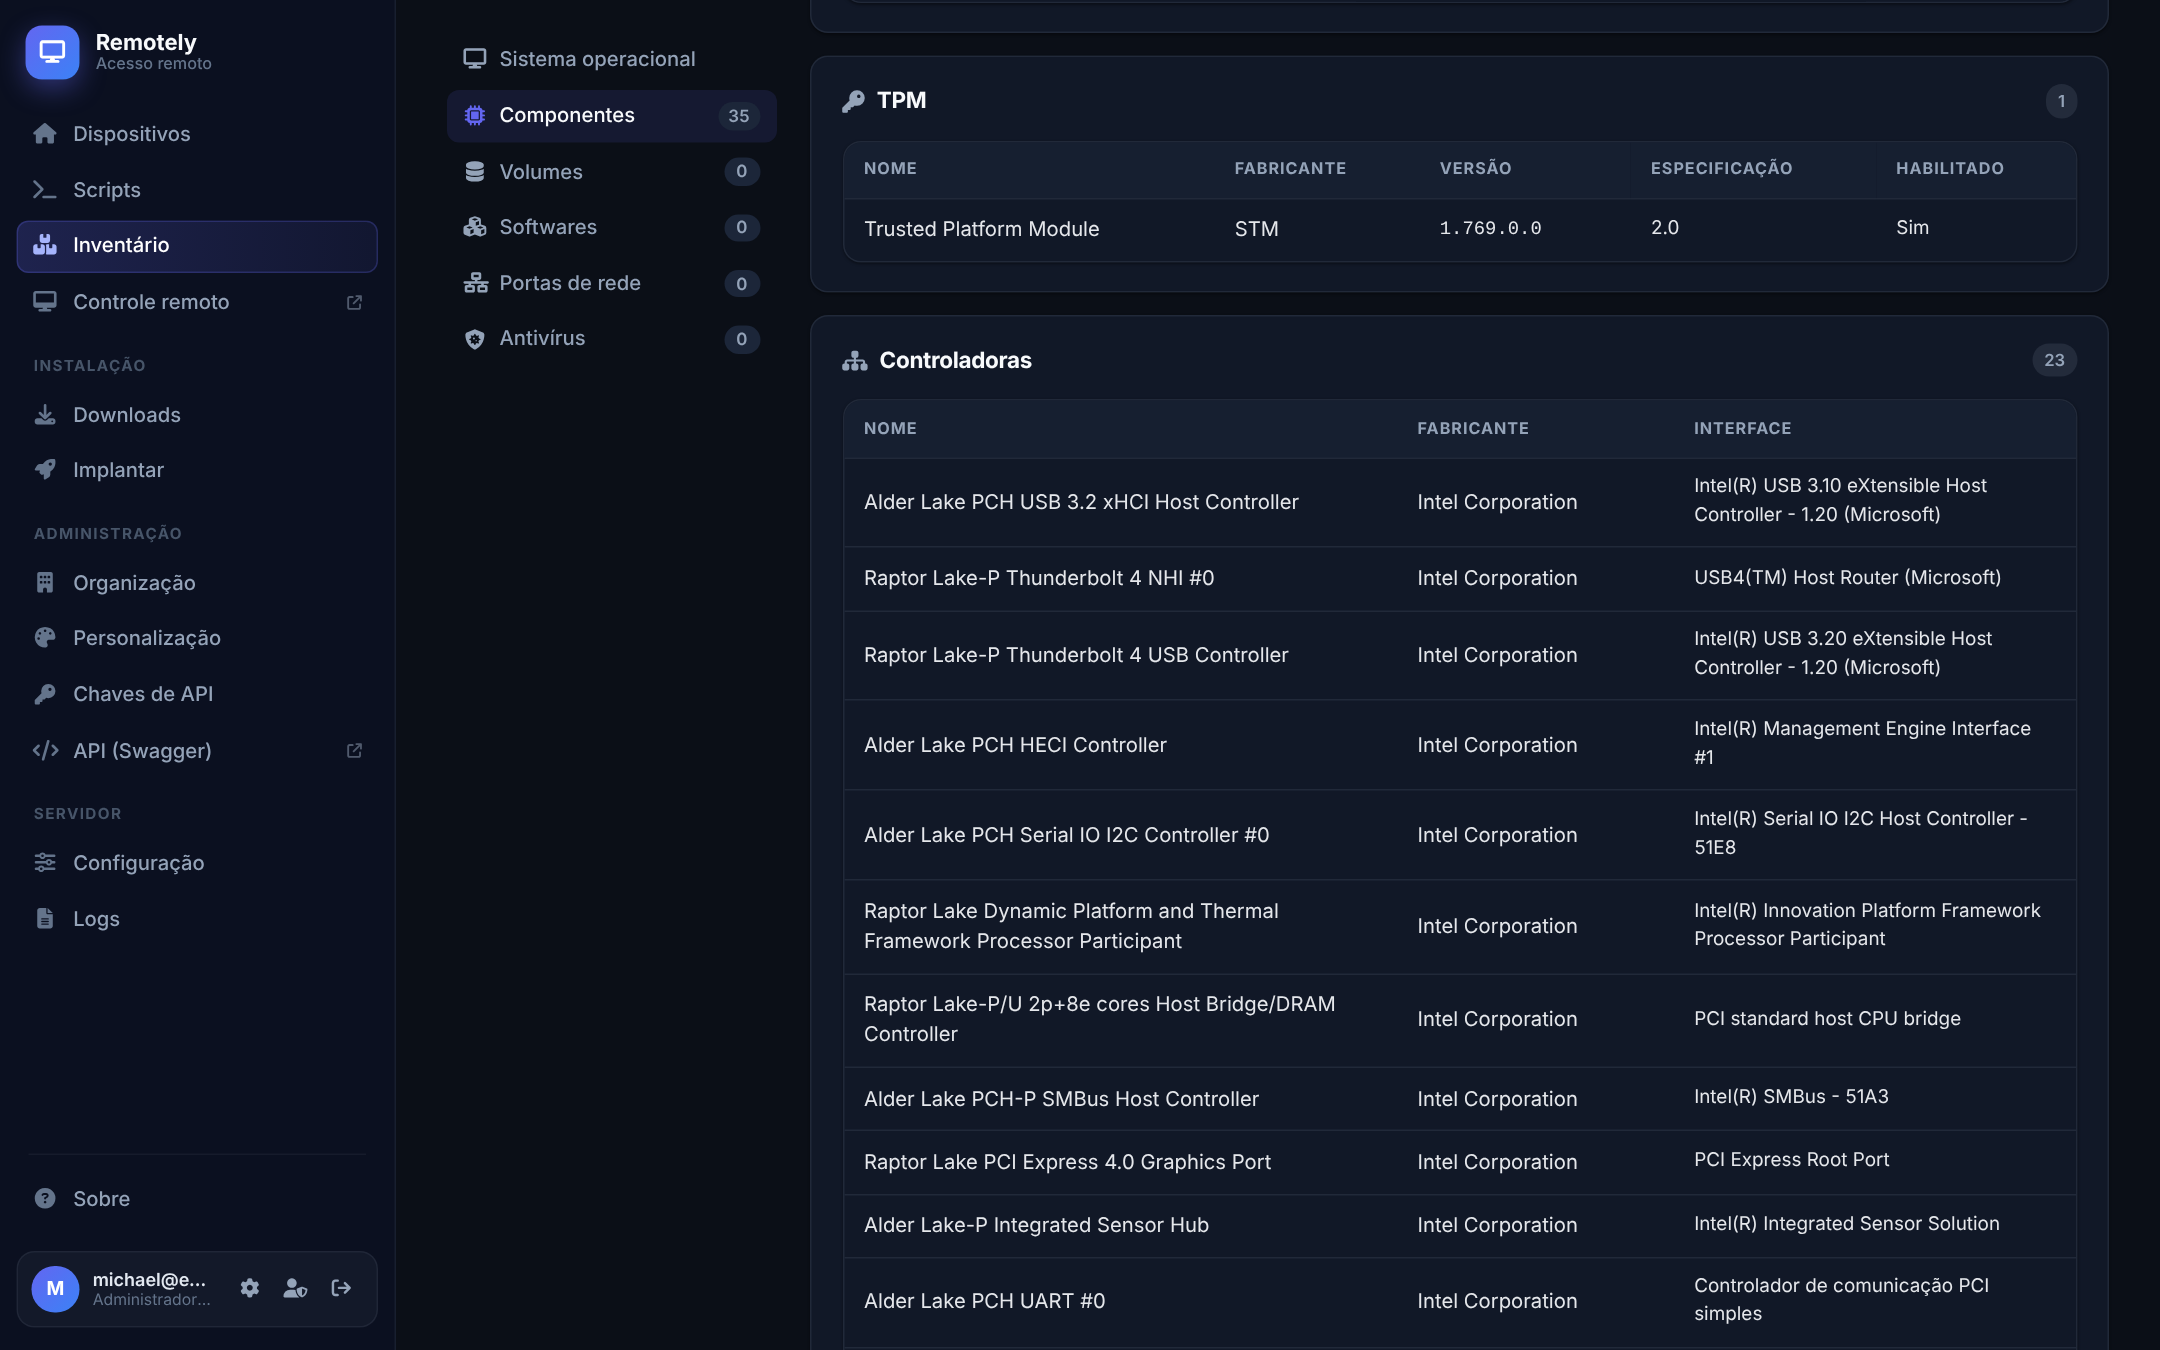 Remotely
Acesso remoto
Dispositivos
Scripts
Inventário
Controle remoto
INSTALAÇÃO
Downloads
Implantar
ADMINISTRAÇÃO
Organização
Personalização
Chaves de API
API (Swagger)
SERVIDOR
Configuração
Logs
Sobre
M
michael@e...
Administrador...
Sistema operacional
Componentes 35
Volumes 0
Softwares 0
Portas de rede 0
Antivírus 0
TPM 1
NOME FABRICANTE VERSÃO ESPECIFICAÇÃO HABILITADO
Trusted Platform Module STM 1.769.0.0 2.0 Sim
Controladoras 23
NOME FABRICANTE INTERFACE
Alder Lake PCH USB 3.2 xHCI Host Controller Intel Corporation Intel(R) USB 3.10 eXtensible Host
Controller - 1.20 (Microsoft)
Raptor Lake-P Thunderbolt 4 NHI #0 Intel Corporation USB4(TM) Host Router (Microsoft)
Raptor Lake-P Thunderbolt 4 USB Controller Intel Corporation Intel(R) USB 3.20 eXtensible Host
Controller - 1.20 (Microsoft)
Alder Lake PCH HECI Controller Intel Corporation Intel(R) Management Engine Interface
#1
Alder Lake PCH Serial IO I2C Controller #0 Intel Corporation Intel(R) Serial IO I2C Host Controller -
51E8
Raptor Lake Dynamic Platform and Thermal
Framework Processor Participant Intel Corporation Intel(R) Innovation Platform Framework
Processor Participant
Raptor Lake-P/U 2p+8e cores Host Bridge/DRAM
Controller Intel Corporation PCI standard host CPU bridge
Alder Lake PCH-P SMBus Host Controller Intel Corporation Intel(R) SMBus - 51A3
Raptor Lake PCI Express 4.0 Graphics Port Intel Corporation PCI Express Root Port
Alder Lake-P Integrated Sensor Hub Intel Corporation Intel(R) Integrated Sensor Solution
Alder Lake PCH UART #0 Intel Corporation Controlador de comunicação PCI
simples